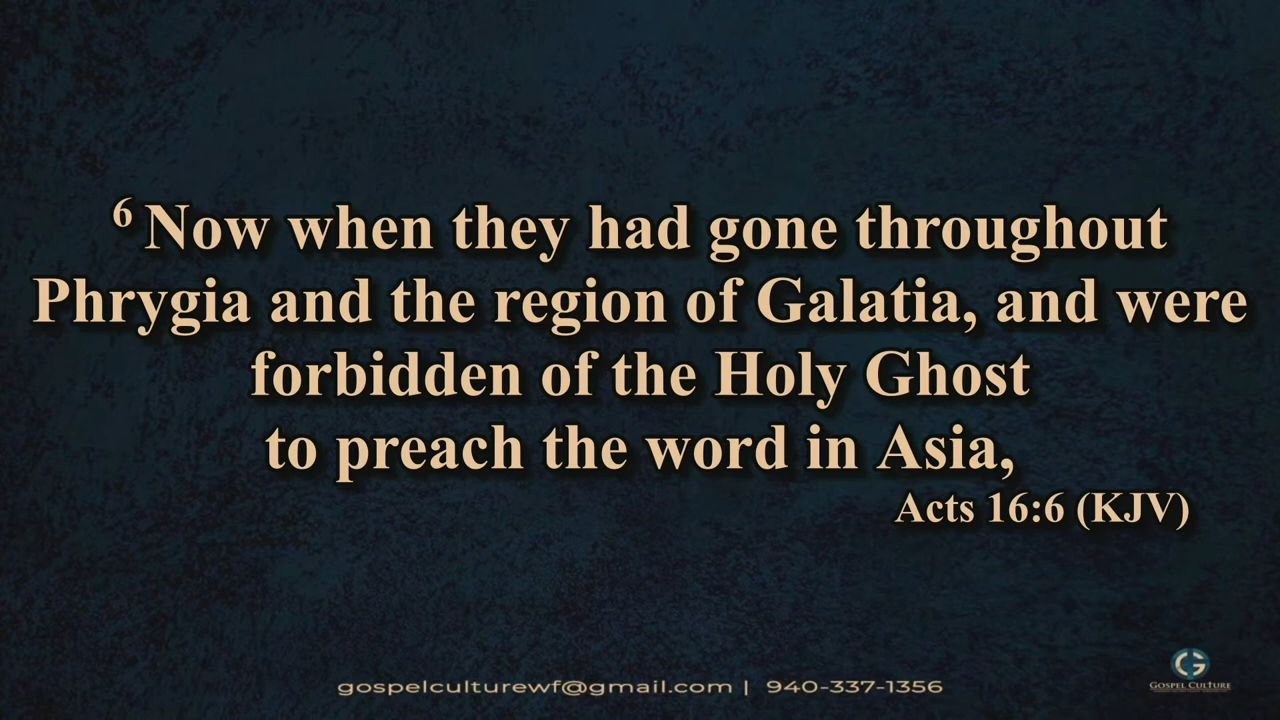 6 Now when they had gone throughout
Phrygia and the region of Galatia, and were
forbidden of the Holy Ghost
to preach the word in Asia,
Acts 16:6 (KJV)
gospelculturewf@gmail.com | 940-337-1356
GOSPEL CULTURE